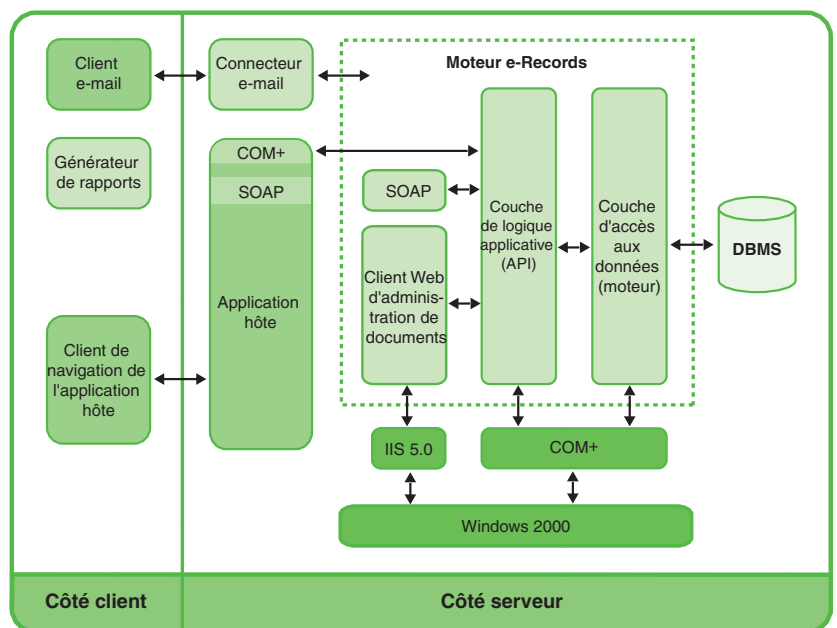 Client
e-mail
Connecteur
e-mail
Moteur e-Records
Générateur
de rapports
COM+
SOAP
Application
hôte
SOAP
Client Web
d'adminis-
tration de
documents
Couche
de logique
applicative
(API)
Couche
d'accès
aux
données
(moteur)
DBMS
Client de
navigation de
l'application
hôte
IIS 5.0
COM+
Windows 2000
Côté client
Côté serveur